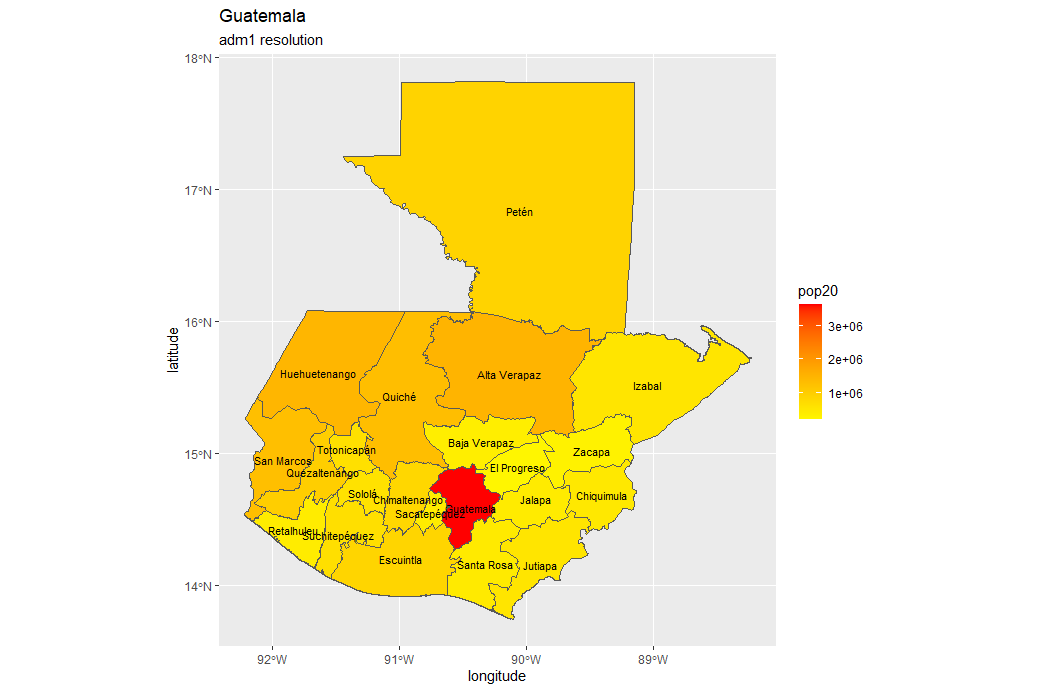 Guatemala
adm1 resolution
18°N
17°N
16°N
15°N
14°N
latitude
Petén
Huehuetenango
Alta Verapaz
Izabal
Quiché
Baja Verapaz
Totonicapán
Zacapa
San Marcos
El Progreso
Quezaltenango
Sololá
Chimaltenango
Jalapa
Chiquimula
Sacatepéquez
Guatemala
Retalhuleu
Suchitepéquez
Escuintla
Santa Rosa
Jutiapa
92°W
91°W
90°W
89°W
longitude
pop20
3e+06
2e+06
1e+06